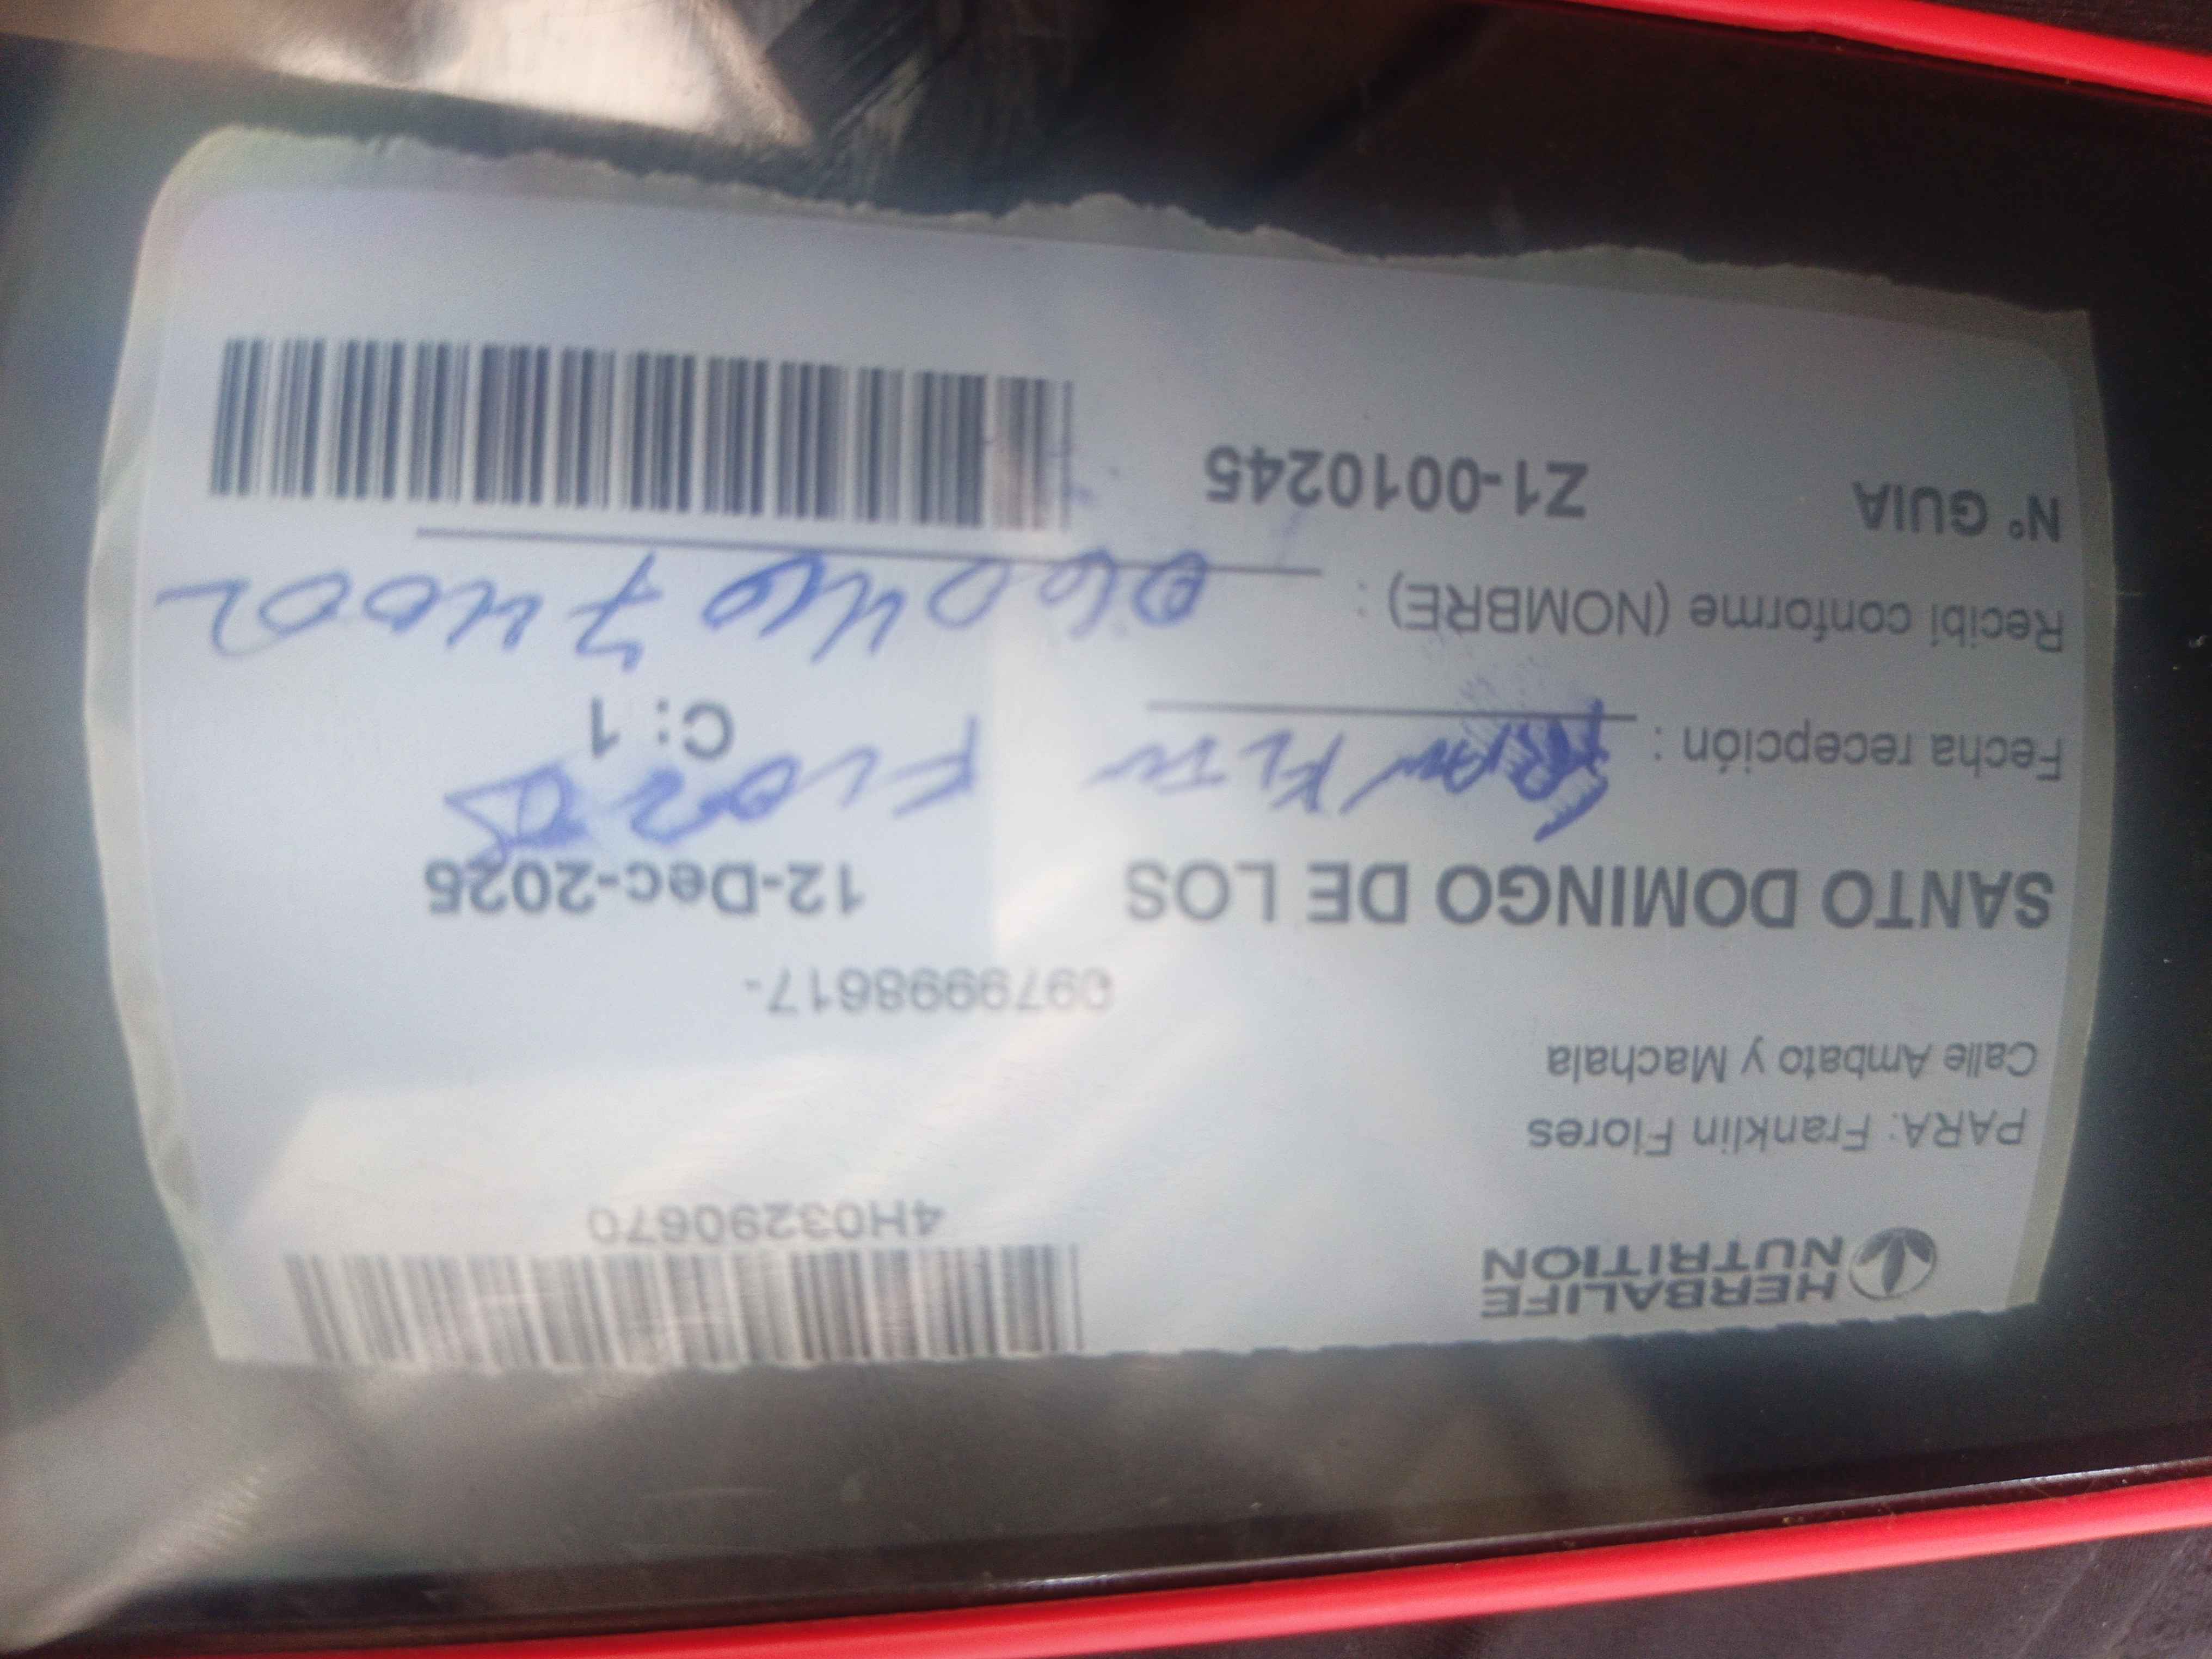 HERBALIFE
NUTRITION
4H03290670
PARA: Franklin Flores
Calle Ambato y Machala
0979998617-
SANTO DOMINGO DE LOS 12-Dec-2025
Fecha recepción :
C: 1
Recibí conforme (NOMBRE) :
N° GUIA Z1-0010245